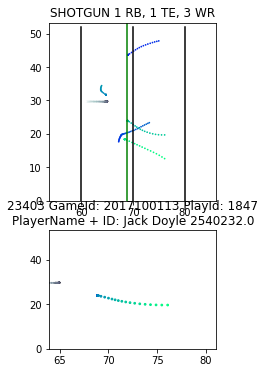 SHOTGUN 1 RB, 1 TE, 3 WR
50
40
30
20
10
0
60 70 80
23403 GameId: 2017100113 PlayId: 1847
PlayerName + ID: Jack Doyle 2540232.0
40
20
0
65 70 75 80